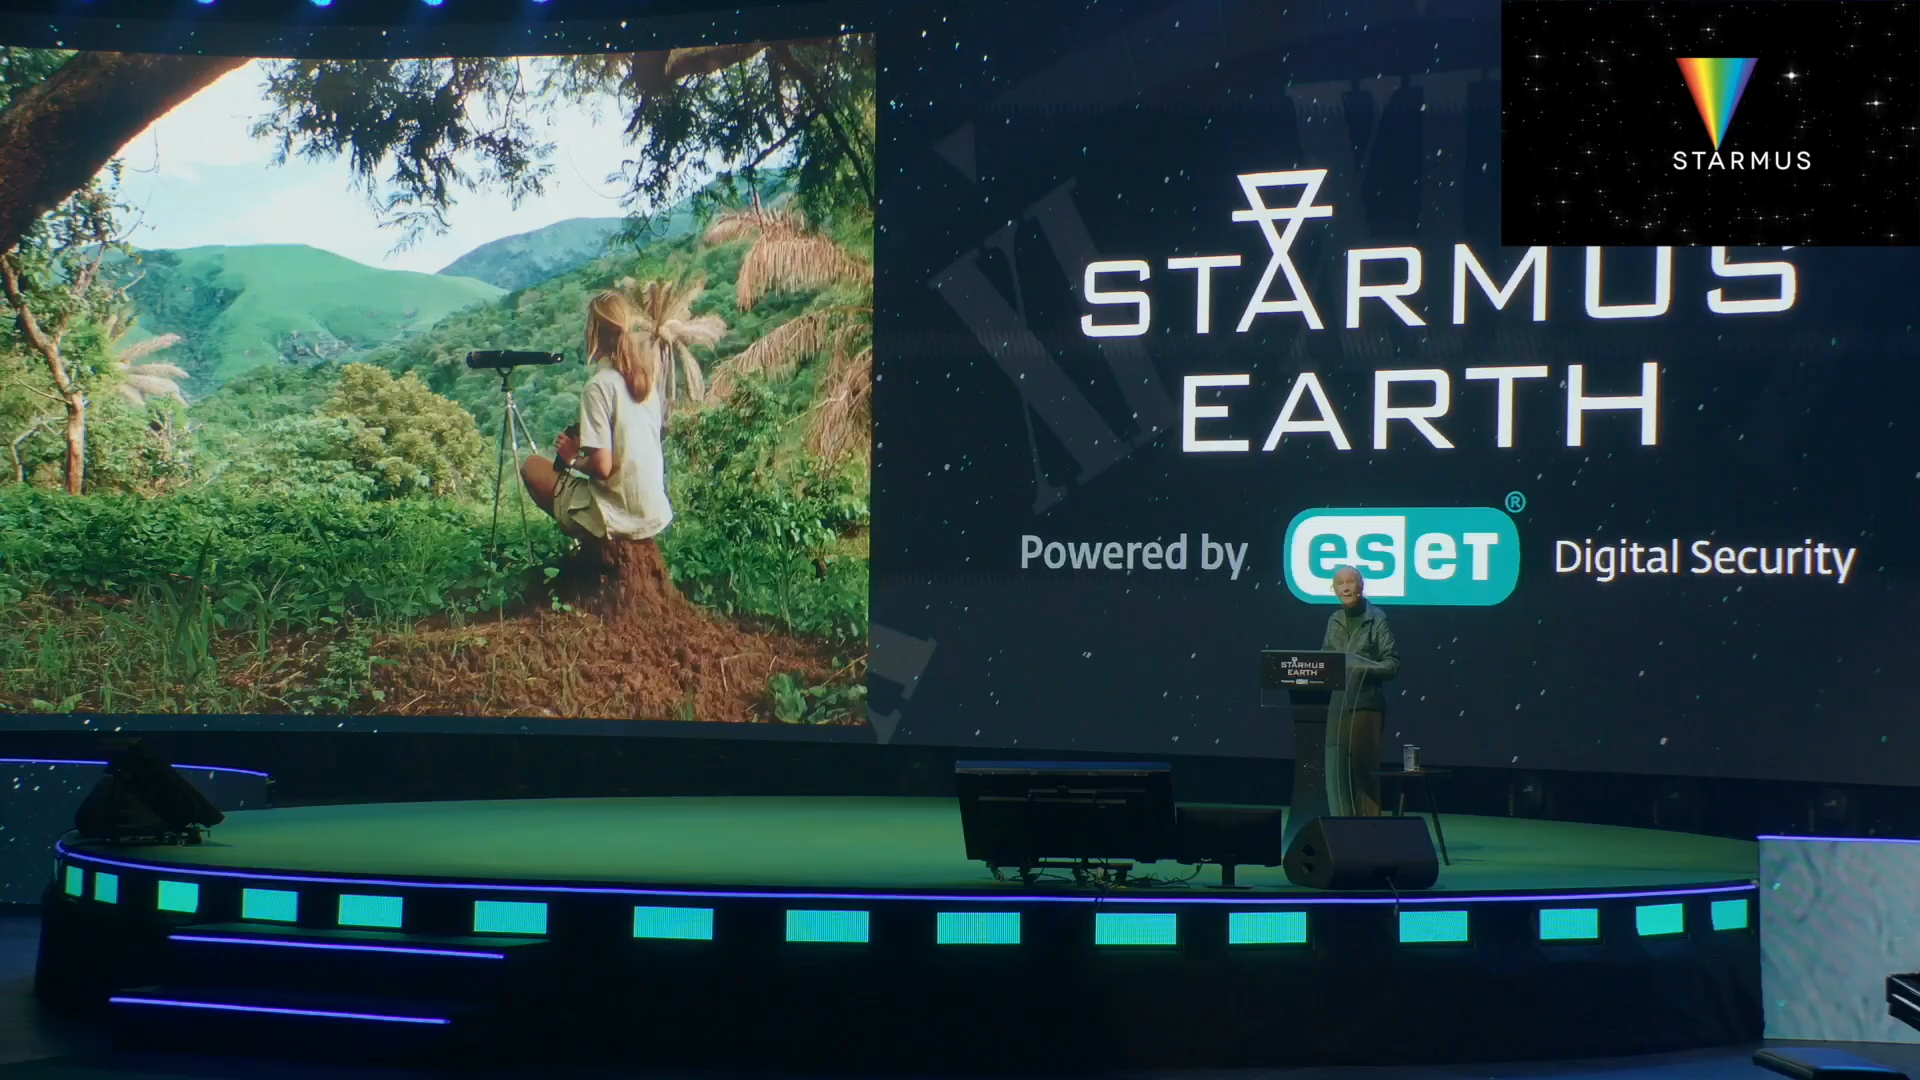 STARMUS
STARMUS
EARTH
Powered by eset® Digital Security
STARMUS
EARTH